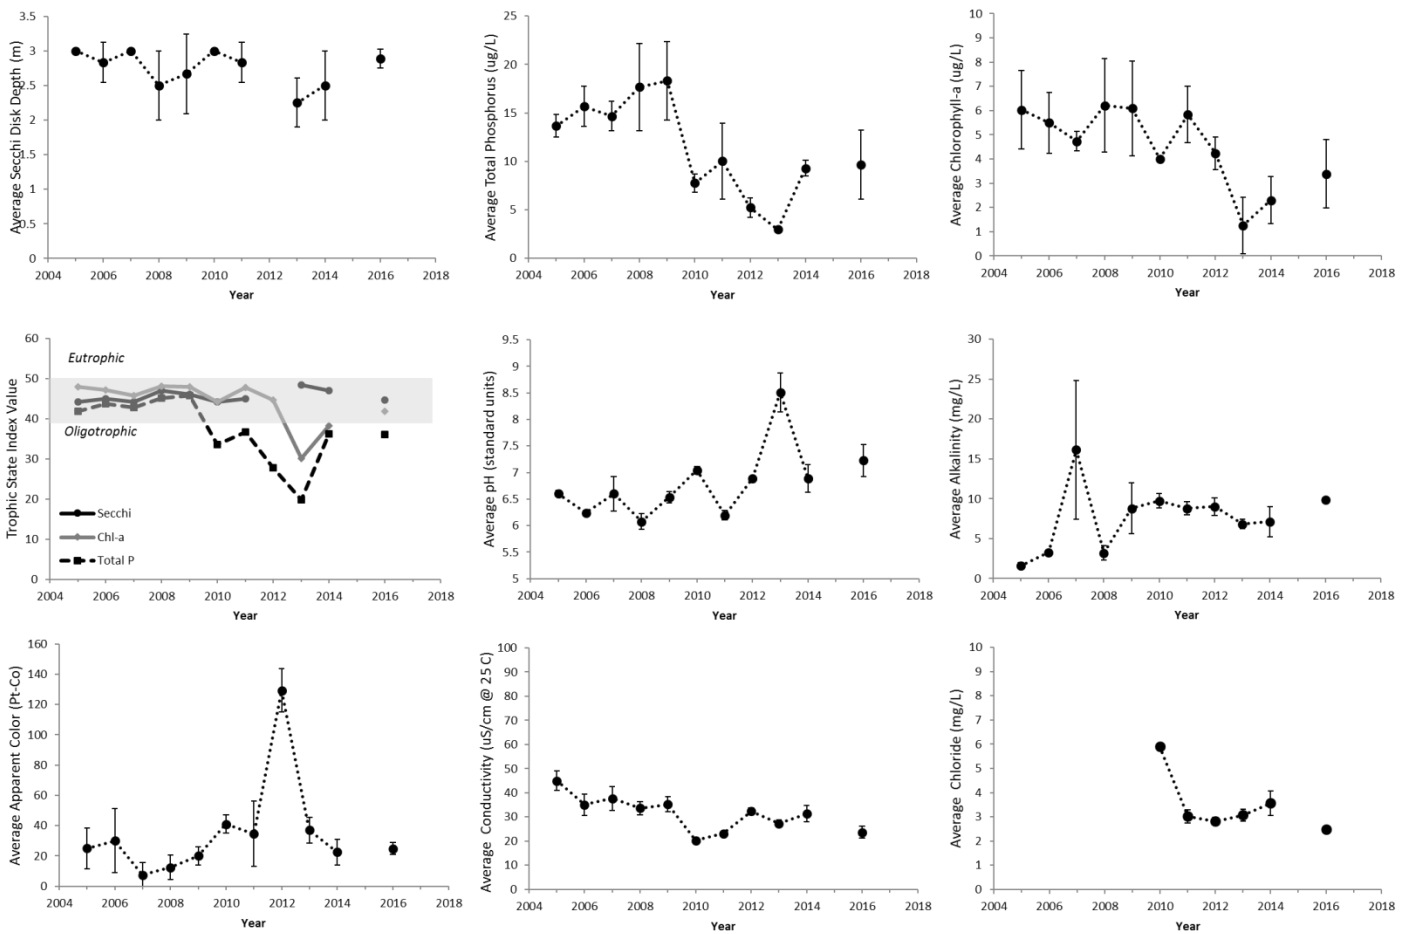 Average Secchi Disk Depth (m)
3.5
3
2.5
2
1.5
1
0.5
0
2004 2006 2008 2010 2012 2014 2016 2018
Year
Average Total Phosphorus (ug/L)
25
20
15
10
5
0
2004 2006 2008 2010 2012 2014 2016 2018
Year
Average Chlorophyll-a (ug/L)
10
9
8
7
6
5
4
3
2
1
0
2004 2006 2008 2010 2012 2014 2016 2018
Year
Trophic State Index Value
60
50
40
30
20
10
0
Eutrophic
Oligotrophic
Secchi
Chl-a
Total P
2004 2006 2008 2010 2012 2014 2016 2018
Year
Average pH (standard units)
9.5
9
8.5
8
7.5
7
6.5
6
5.5
5
2004 2006 2008 2010 2012 2014 2016 2018
Year
Average Alkalinity (mg/L)
30
25
20
15
10
5
0
2004 2006 2008 2010 2012 2014 2016 2018
Year
Average Apparent Color (Pt-Co)
160
140
120
100
80
60
40
20
0
2004 2006 2008 2010 2012 2014 2016 2018
Year
Average Conductivity (uS/cm @ 25 C)
100
90
80
70
60
50
40
30
20
10
0
2004 2006 2008 2010 2012 2014 2016 2018
Year
Average Chloride (mg/L)
10
9
8
7
6
5
4
3
2
1
0
2004 2006 2008 2010 2012 2014 2016 2018
Year